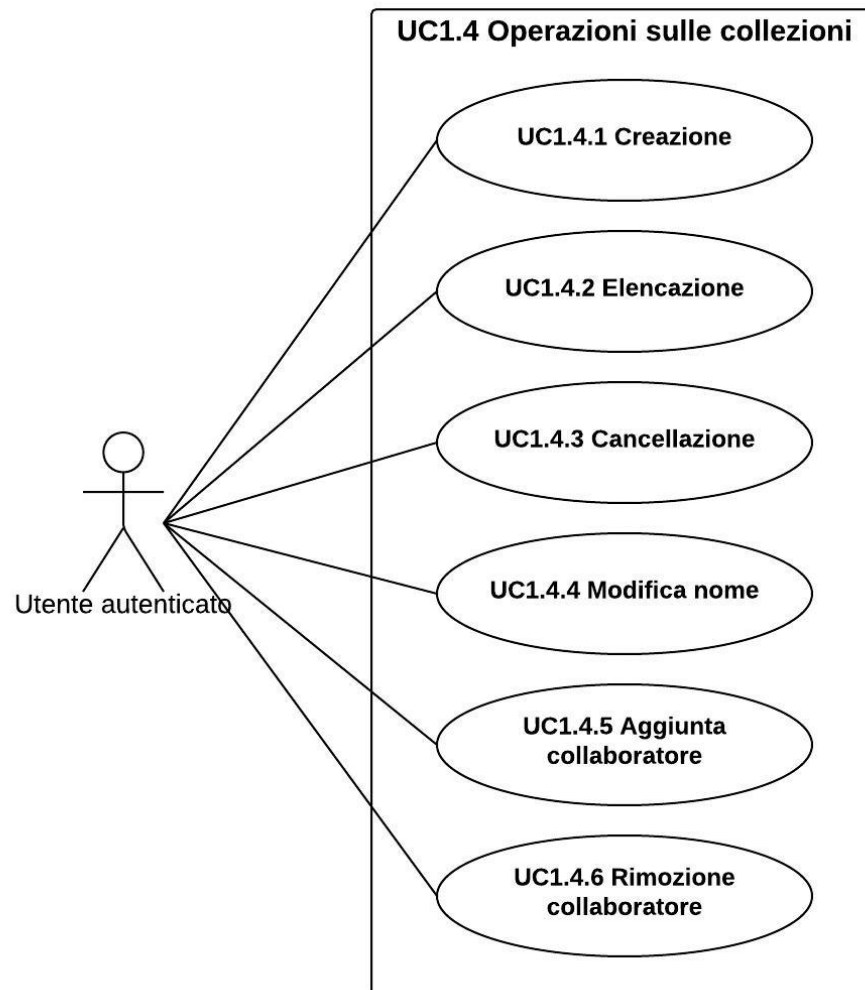 UC1.4 Operazioni sulle collezioni
UC1.4.1 Creazione
UC1.4.2 Elencazione
UC1.4.3 Cancellazione
Utente autenticato
UC1.4.4 Modifica nome
UC1.4.5 Aggiunta
collaboratore
UC1.4.6 Rimozione
collaboratore